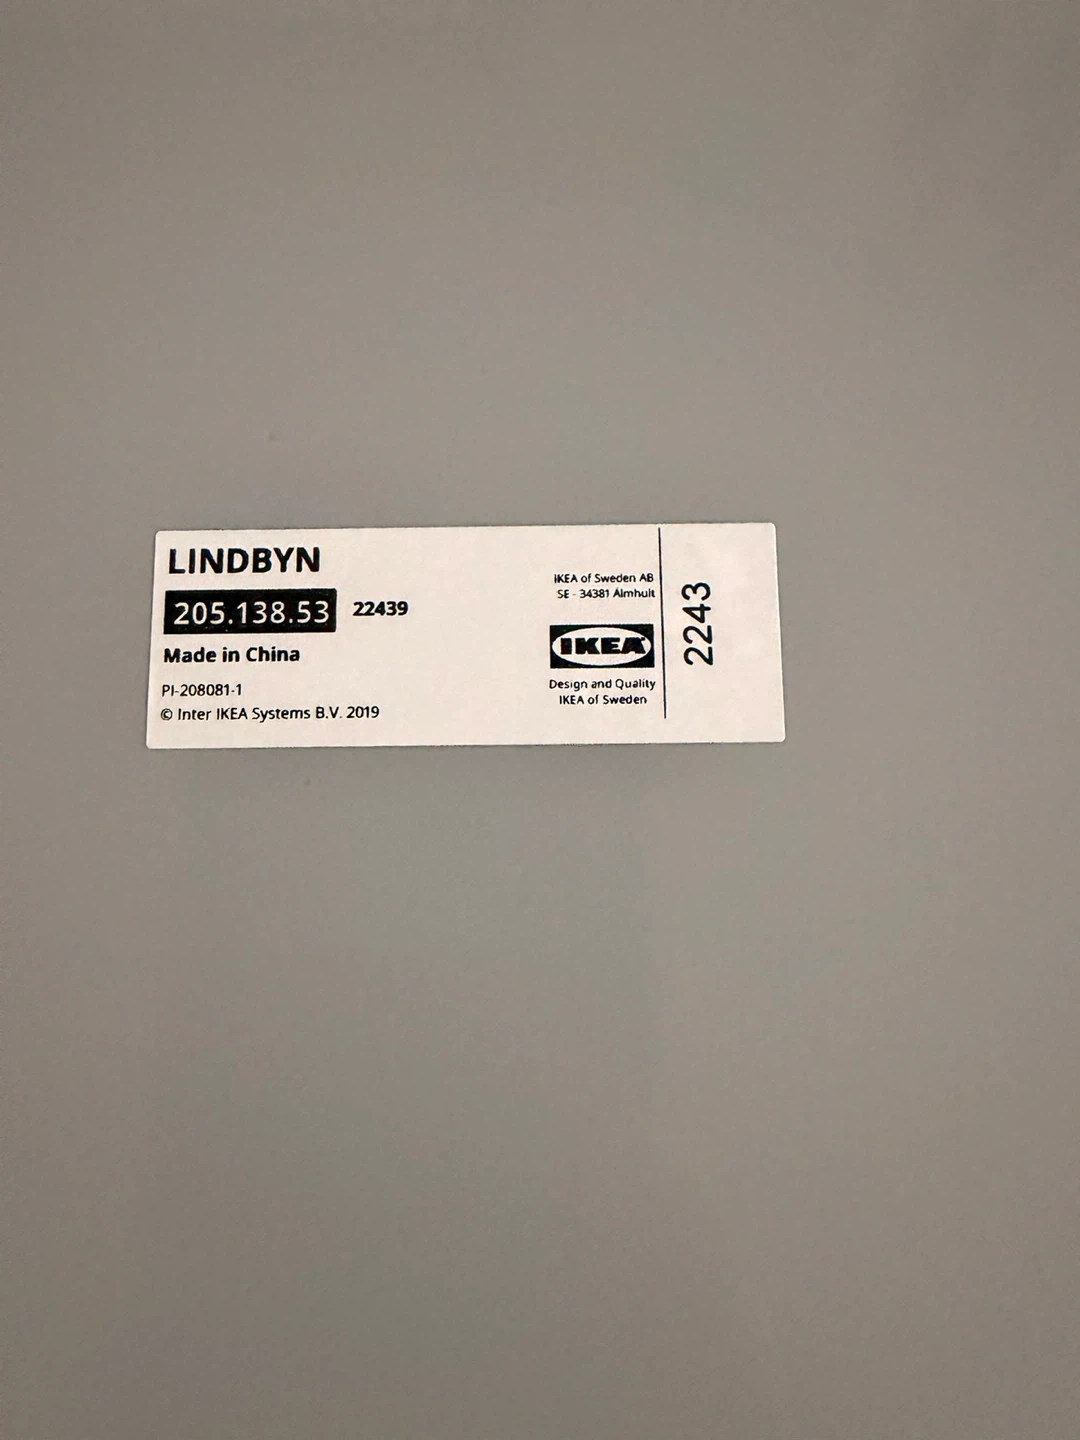 LINDBYN
205.138.53 22439
Made in China
PI-208081-1
© Inter IKEA Systems B.V. 2019
IKEA of Sweden AB
SE - 34381 Älmhult
IKEA
Design and Quality
IKEA of Sweden
2243